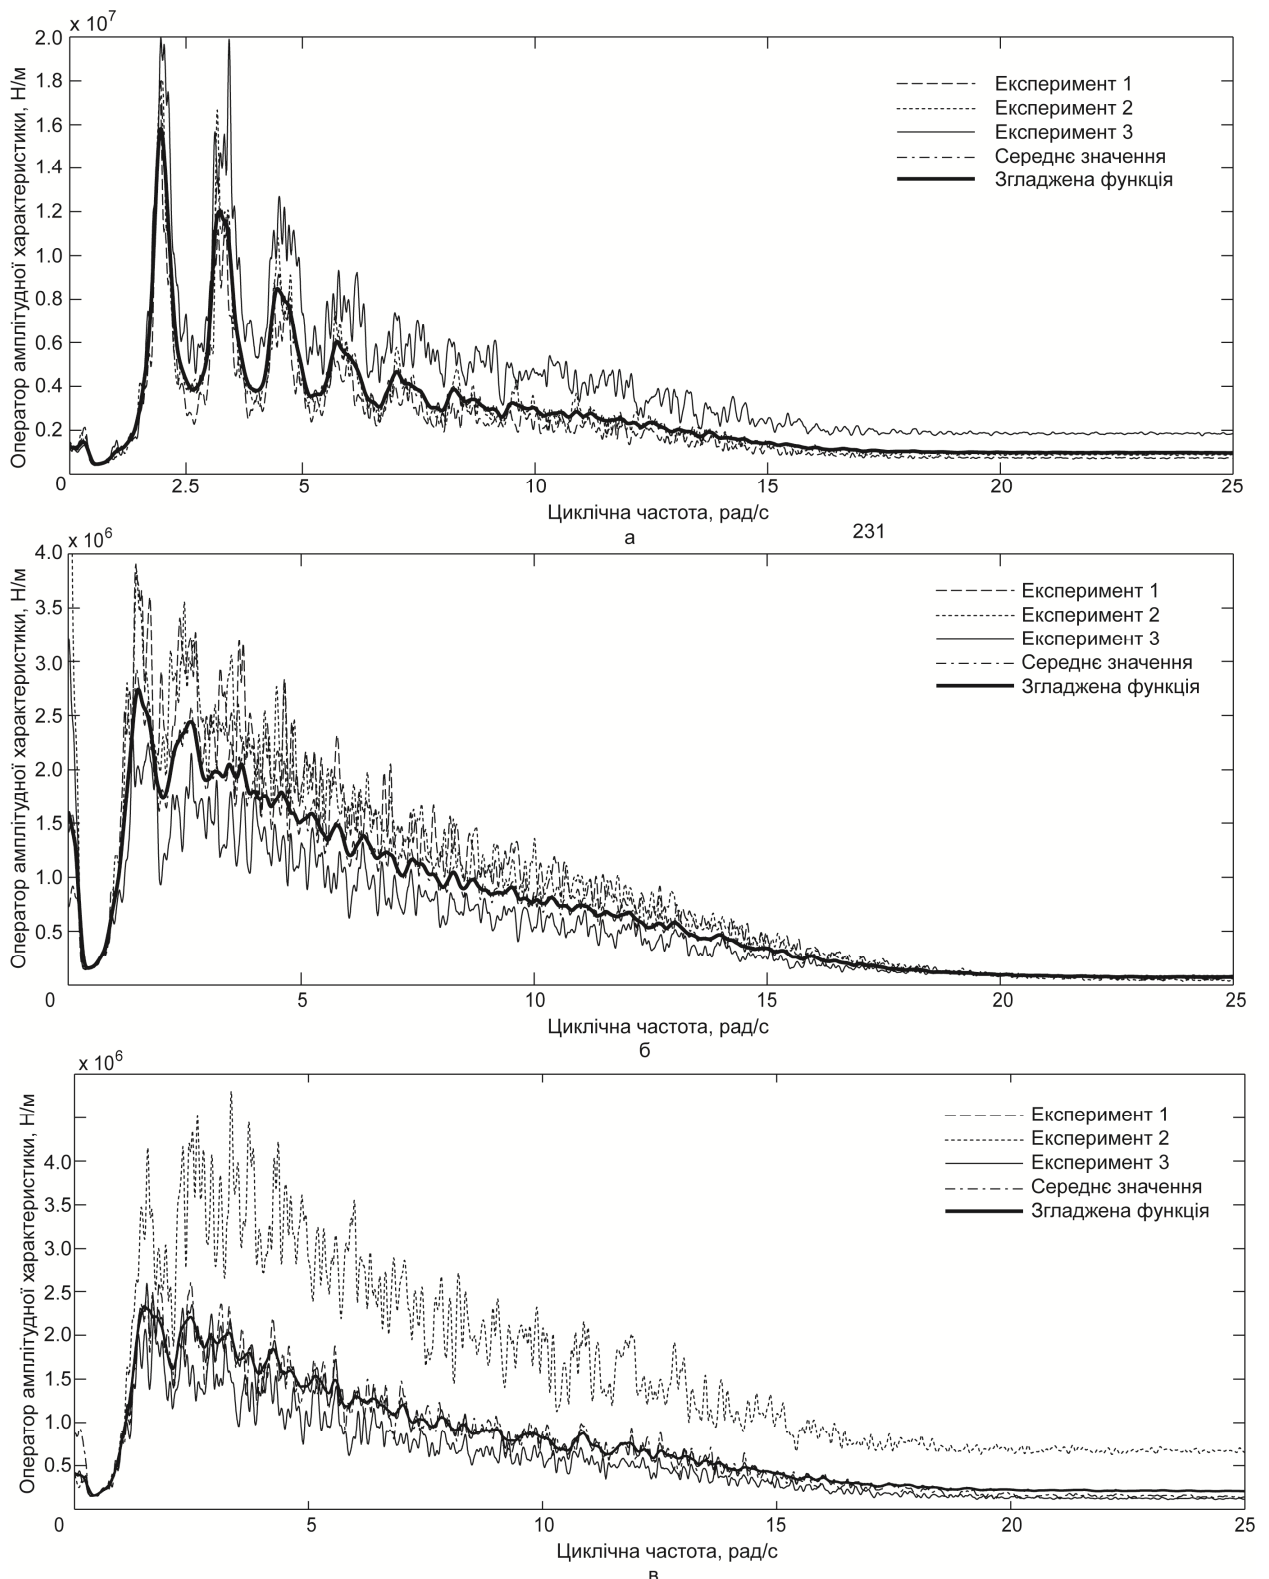 x 10⁷
Оператор амплітудної характеристики, Н/м
2.0
1.8
1.6
1.4
1.2
1.0
0.8
0.6
0.4
0.2
Експеримент 1
Експеримент 2
Експеримент 3
Середнє значення
Згладжена функція
0 2.5 5 10 15 20 25
Циклічна частота, рад/с
а 231
x 10⁶
Оператор амплітудної характеристики, Н/м
4.0
3.5
3.0
2.5
2.0
1.5
1.0
0.5
Експеримент 1
Експеримент 2
Експеримент 3
Середнє значення
Згладжена функція
0 5 10 15 20 25
Циклічна частота, рад/с
б
x 10⁶
Оператор амплітудної характеристики, Н/м
4.0
3.5
3.0
2.5
2.0
1.5
1.0
0.5
Експеримент 1
Експеримент 2
Експеримент 3
Середнє значення
Згладжена функція
0 5 10 15 20 25
Циклічна частота, рад/с
в